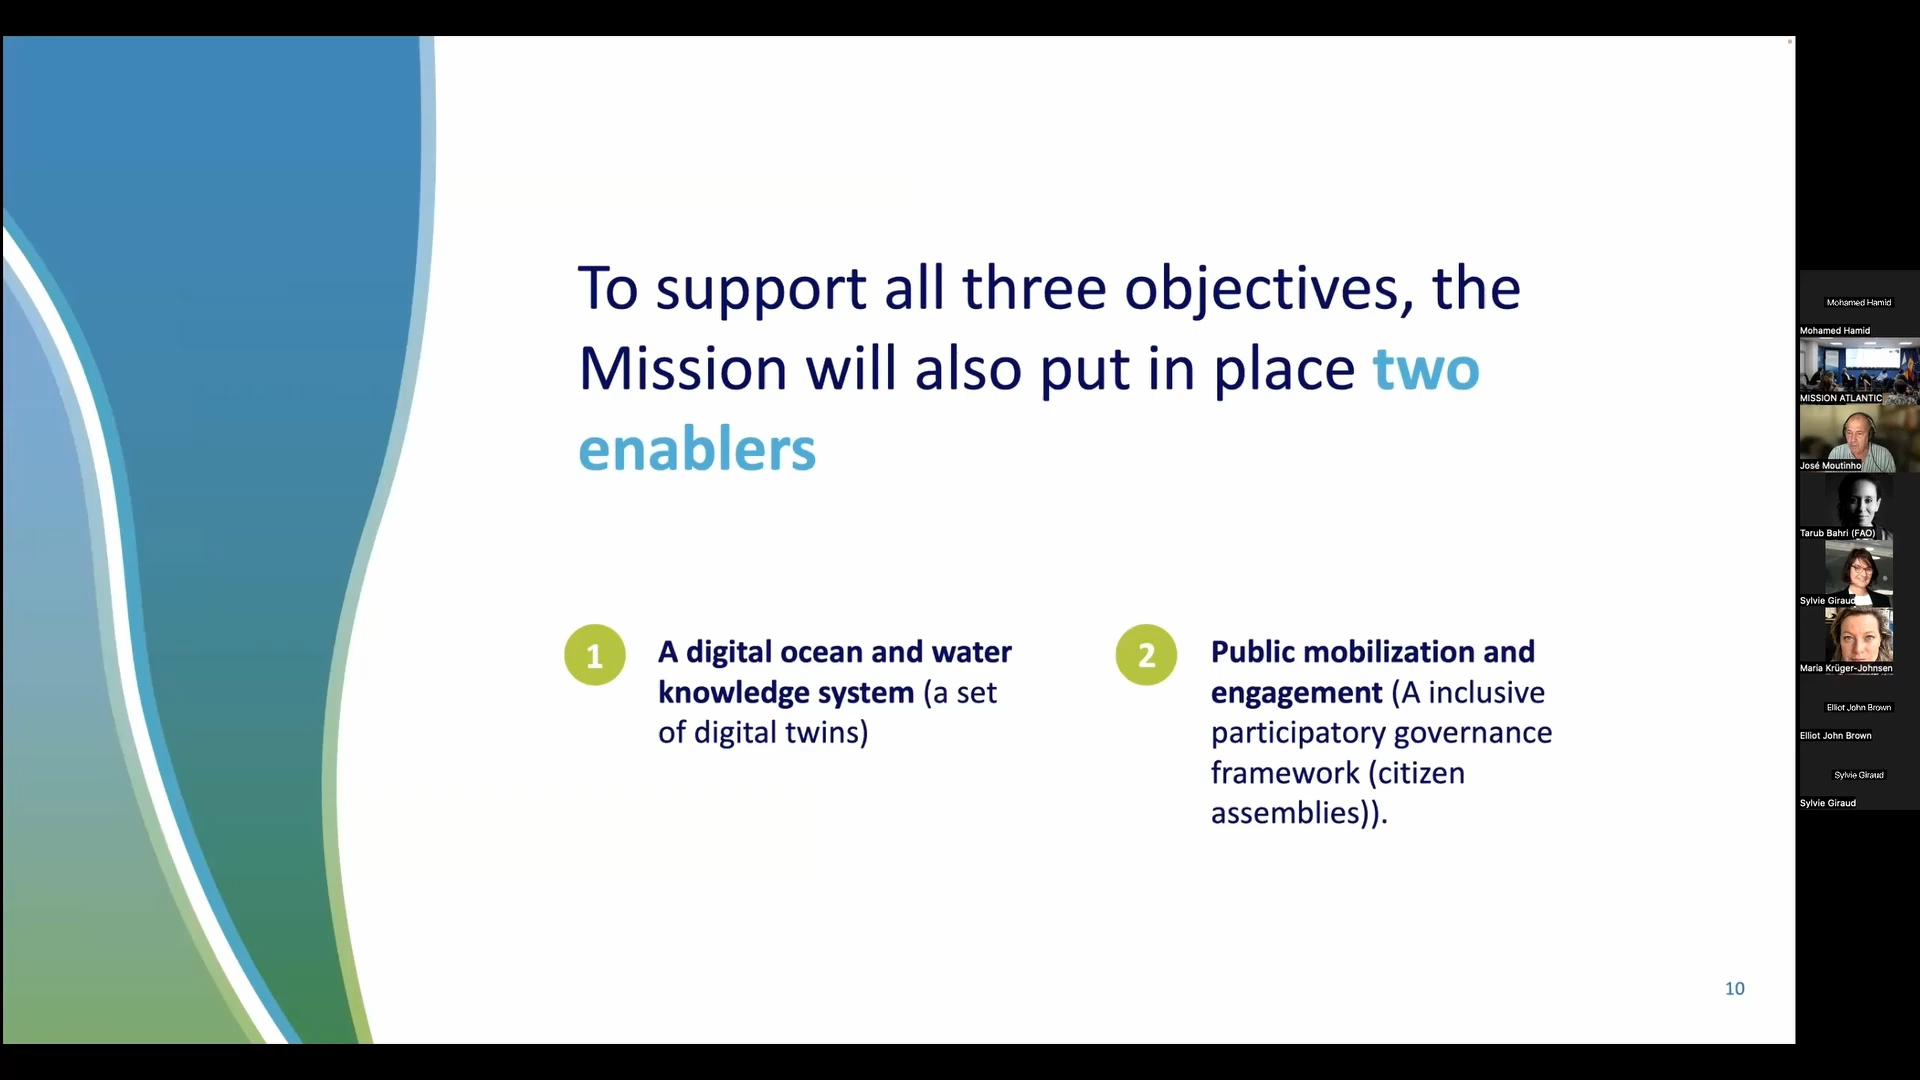 To support all three objectives, the
Mission will also put in place two
enablers
1
A digital ocean and water
knowledge system (a set
of digital twins)
2
Public mobilization and
engagement (A inclusive
participatory governance
framework (citizen
assemblies)).
10
Mohamed Hamid
Mohamed Hamid
MISSION ATLANTIC
José Moutinho
Tarub Bahri (FAO)
Sylvie Giraud
Maria Krüger-Johnsen
Elliot John Brown
Elliot John Brown
Sylvie Giraud
Sylvie Giraud